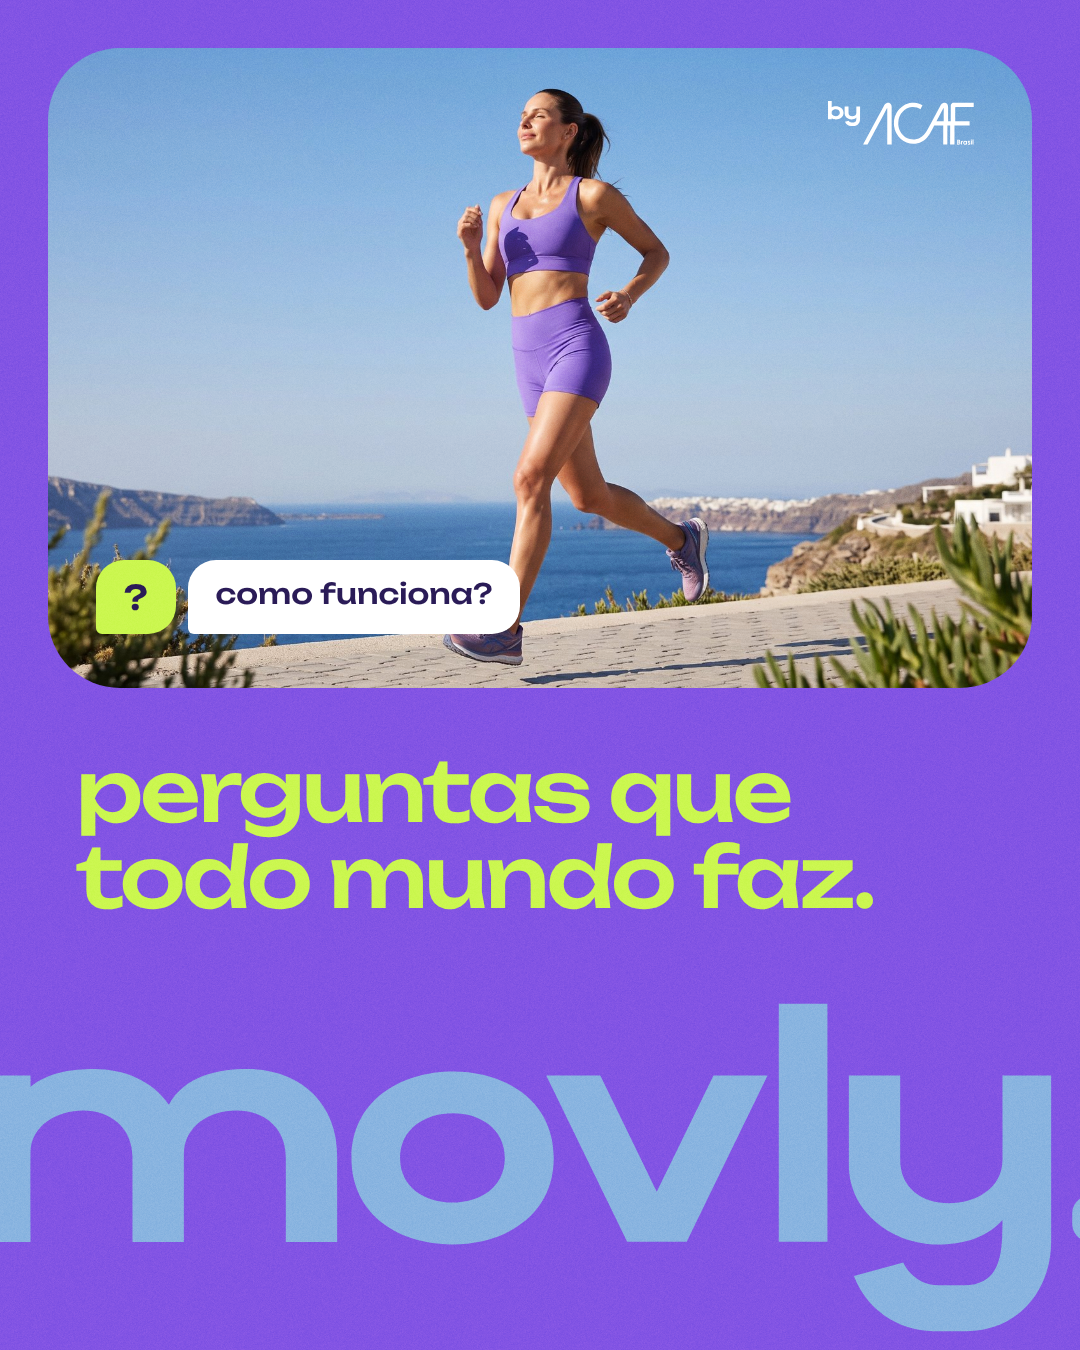 by ACAF
Brasil
?
como funciona?
perguntas que
todo mundo faz.
movly.